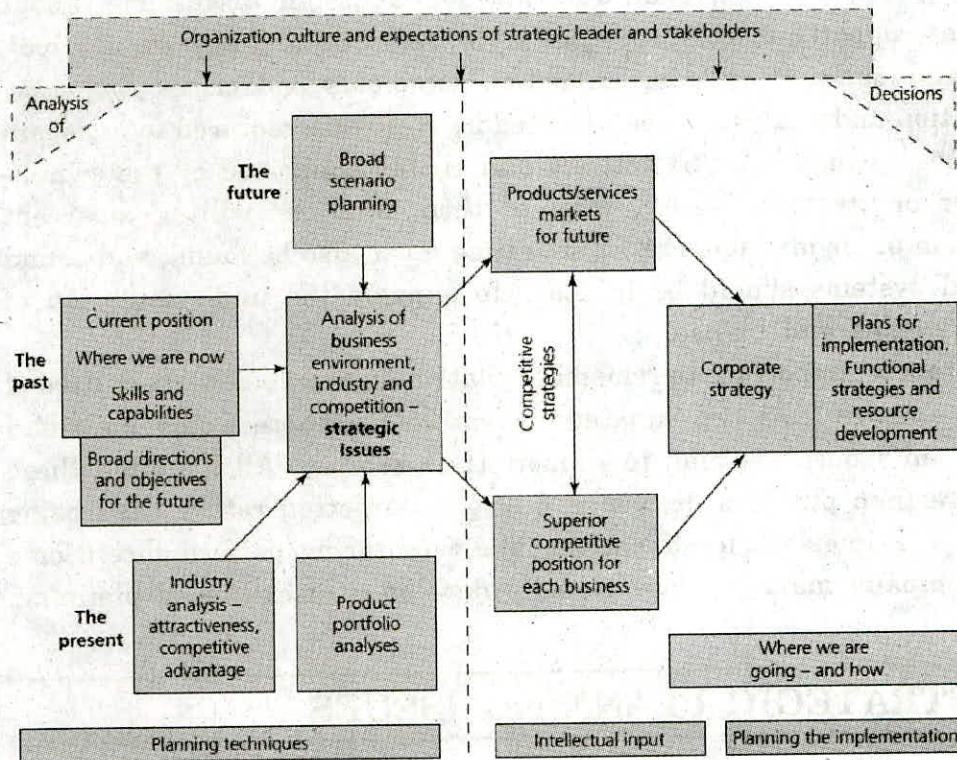 Organization culture and expectations of strategic leader and stakeholders
Analysis
of
Decisions
The
future
Broad
scenario
planning
Products/services
markets
for future
The
past
Current position
Where we are now
Skills and
capabilities
Broad directions
and objectives
for the future
Analysis of
business
environment,
industry and
competition –
strategic
Issues
Competitive
strategies
Corporate
strategy
Plans for
implementation.
Functional
strategies and
resource
development
Superior
competitive
position for
each business
The
present
Industry
analysis –
attractiveness,
competitive
advantage
Product
portfolio
analyses
Where we are
going – and how
Planning techniques
Intellectual input
Planning the implementation